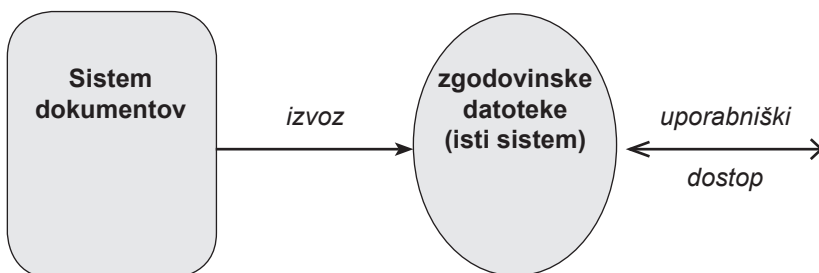 Sistem
dokumentov
izvoz
zgodovinske
datoteke
(isti sistem)
uporabniški
dostop